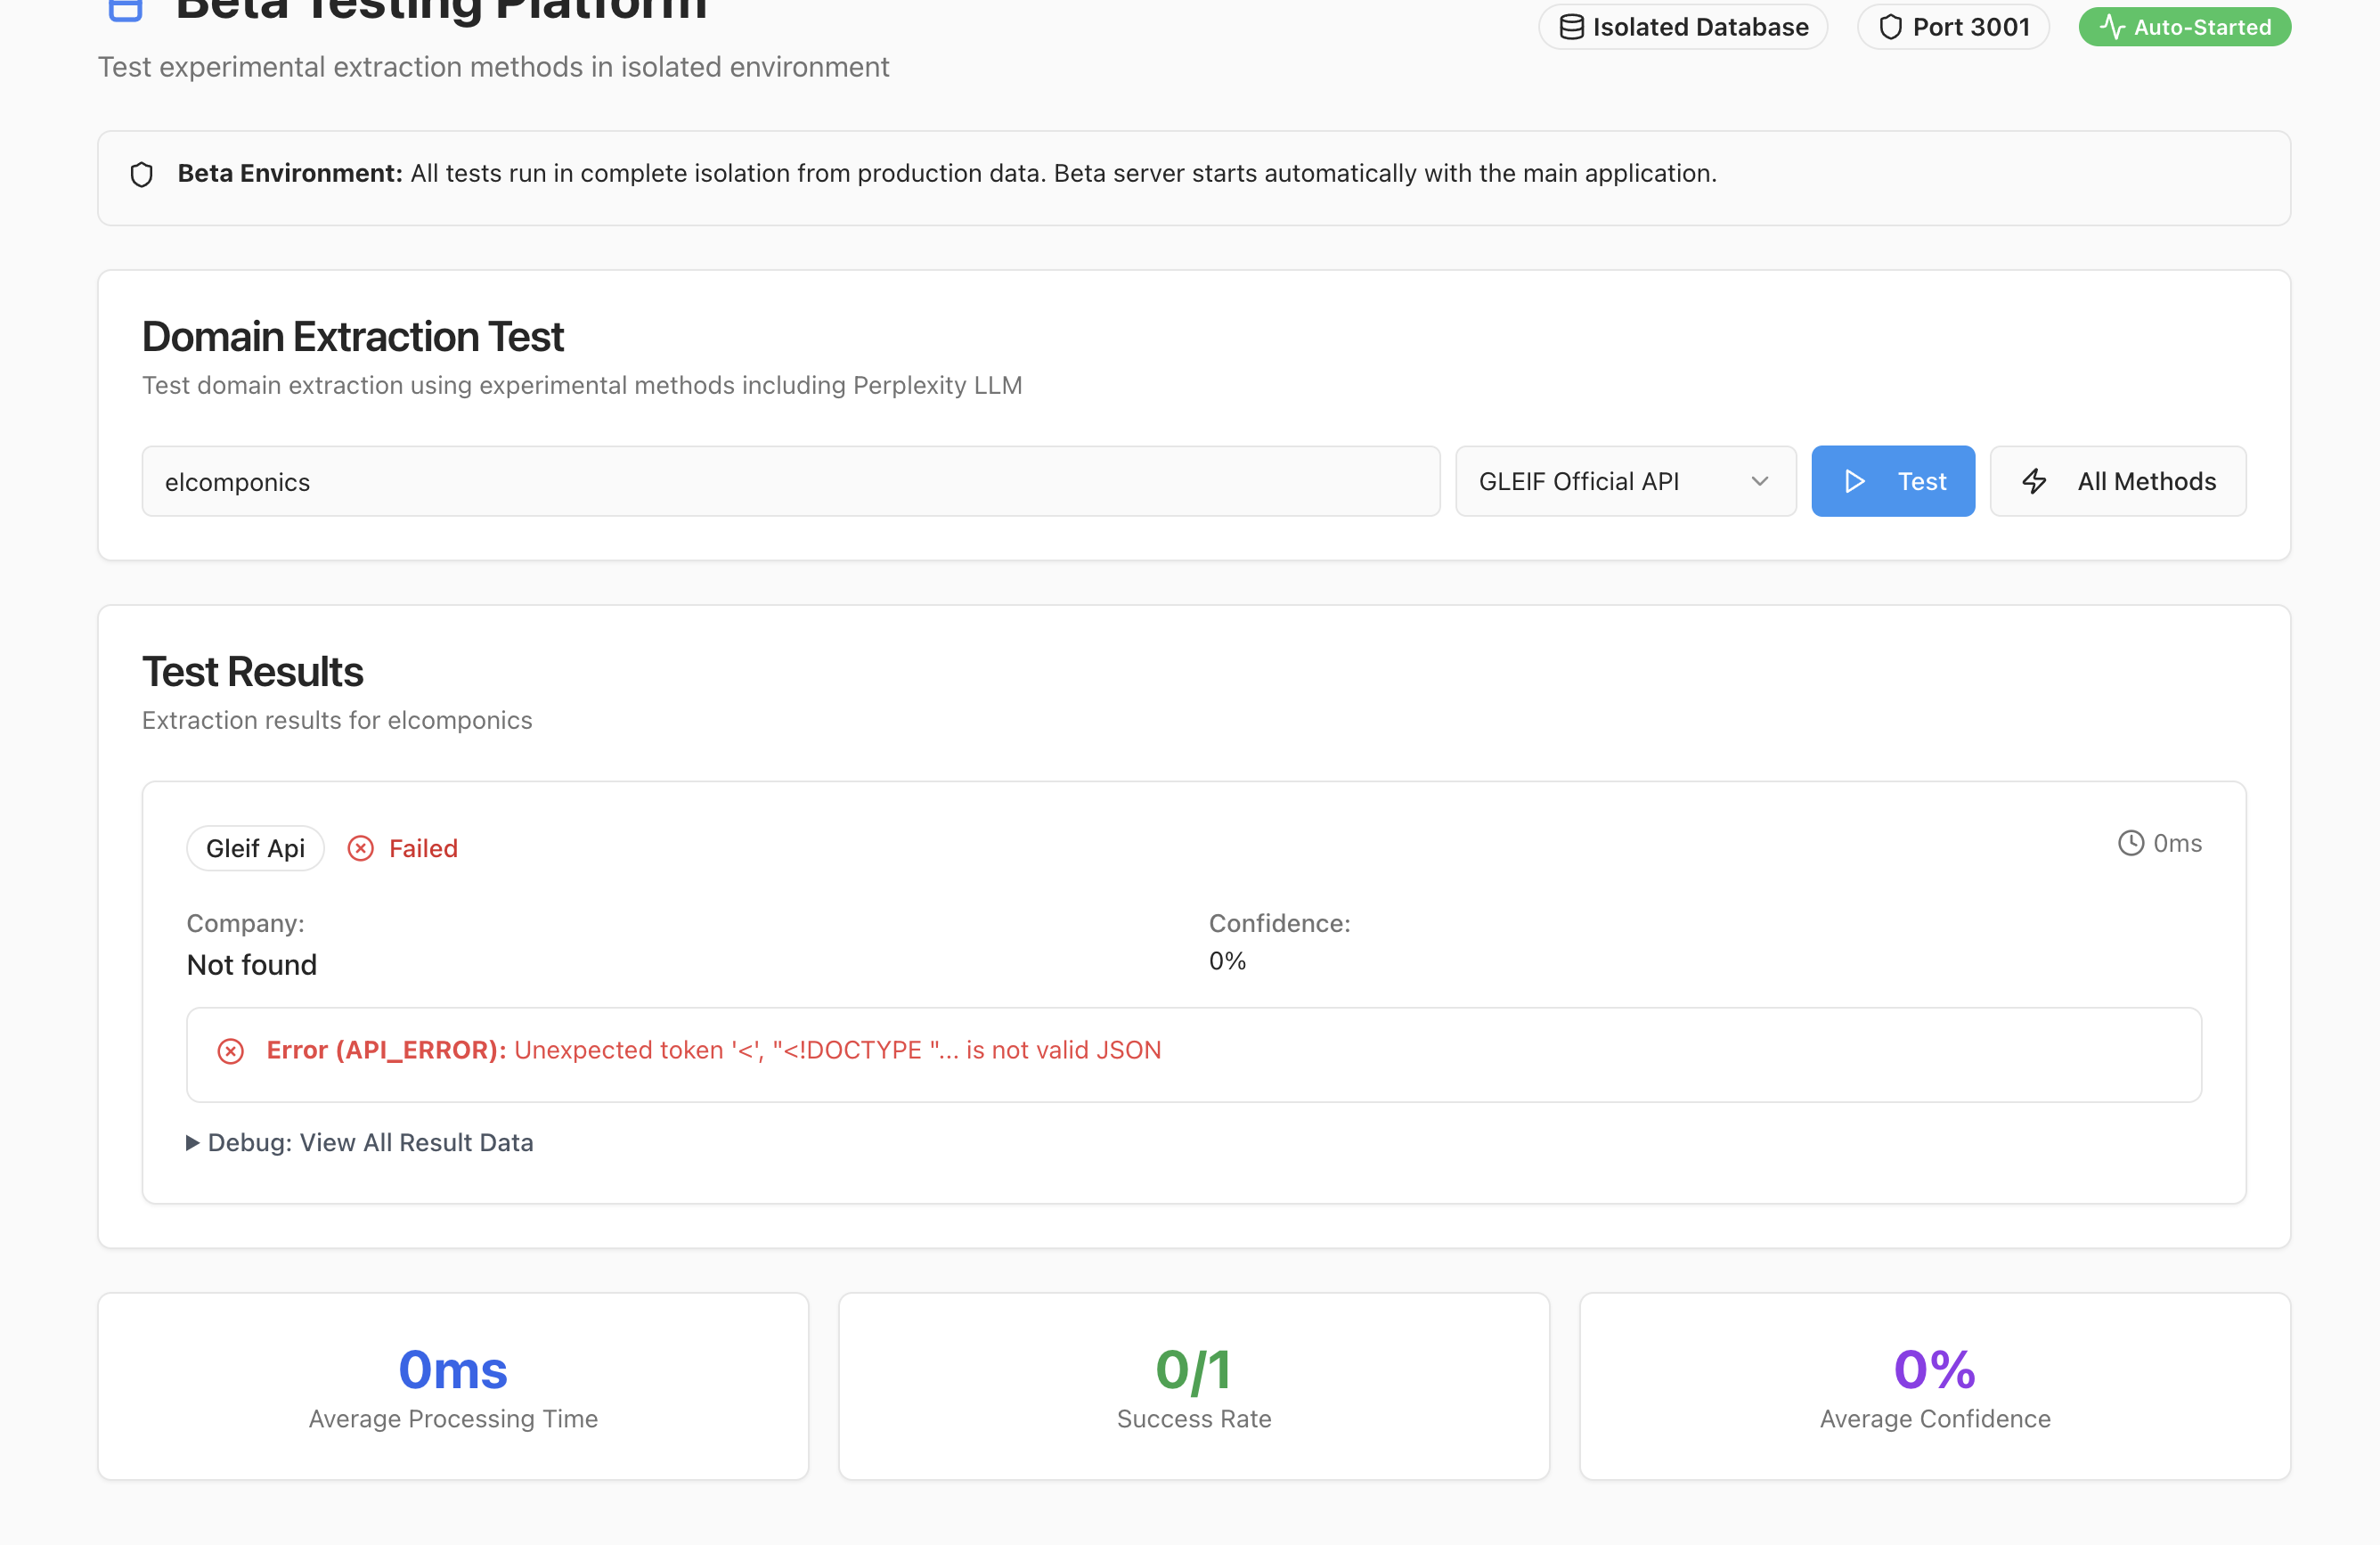 Beta Testing Platform
Isolated Database
Port 3001
Auto-Started
Test experimental extraction methods in isolated environment
Beta Environment: All tests run in complete isolation from production data. Beta server starts automatically with the main application.
Domain Extraction Test
Test domain extraction using experimental methods including Perplexity LLM
elcomponics
GLEIF Official API
Test
All Methods
Test Results
Extraction results for elcomponics
Gleif Api
Failed
0ms
Company:
Not found
Confidence:
0%
Error (API_ERROR): Unexpected token '<', "<!DOCTYPE "... is not valid JSON
Debug: View All Result Data
0ms
Average Processing Time
0/1
Success Rate
0%
Average Confidence